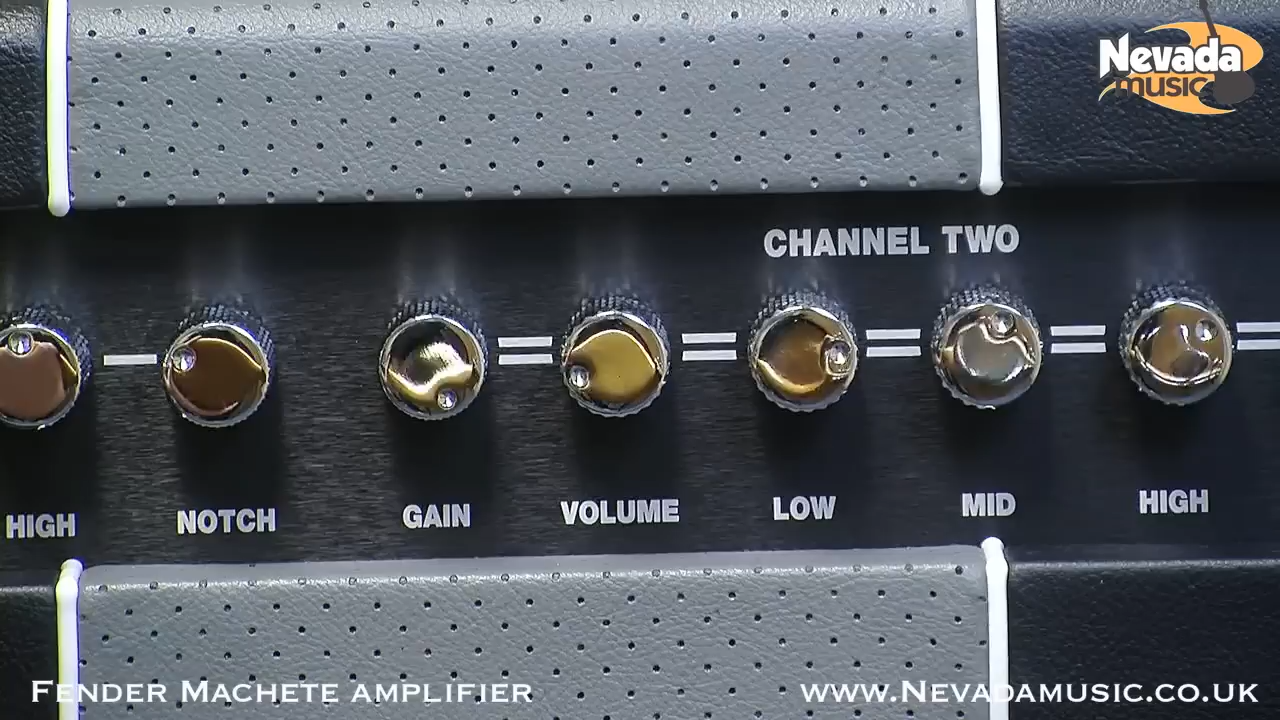 Nevada
music
CHANNEL TWO
HIGH NOTCH GAIN VOLUME LOW MID HIGH
FENDER MACHETE AMPLIFIER
WWW.NEVADAMUSIC.CO.UK